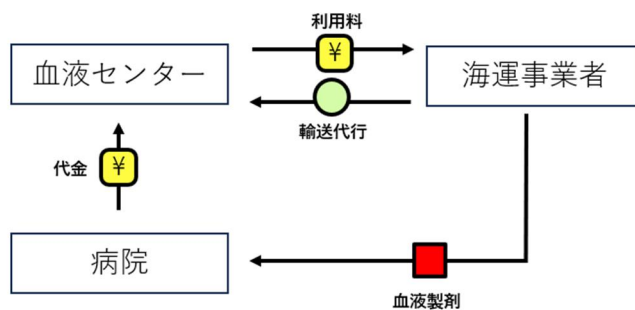 利用料
¥
血液センター
海運事業者
輸送代行
代金
¥
病院
血液製剤